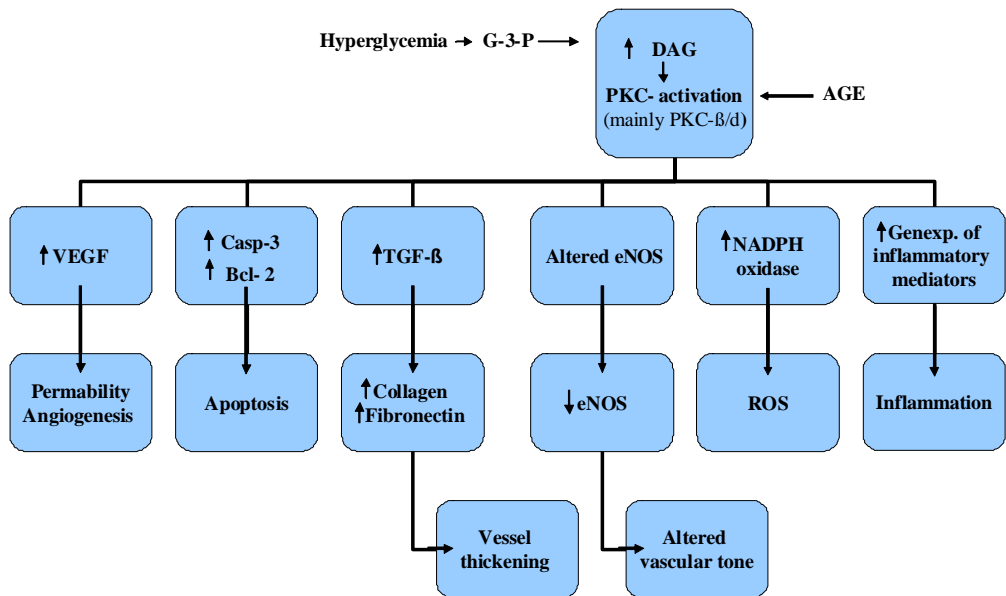 Hyperglycemia → G-3-P →
↑ DAG
↓
PKC- activation
(mainly PKC-ß/d)
← AGE
↑VEGF
↑ Casp-3
↑ Bcl- 2
↑TGF-ß
Altered eNOS
↑NADPH
oxidase
↑Genexp. of
inflammatory
mediators
Permability
Angiogenesis
Apoptosis
↑Collagen
↑Fibronectin
↓eNOS
ROS
Inflammation
Vessel
thickening
Altered
vascular tone